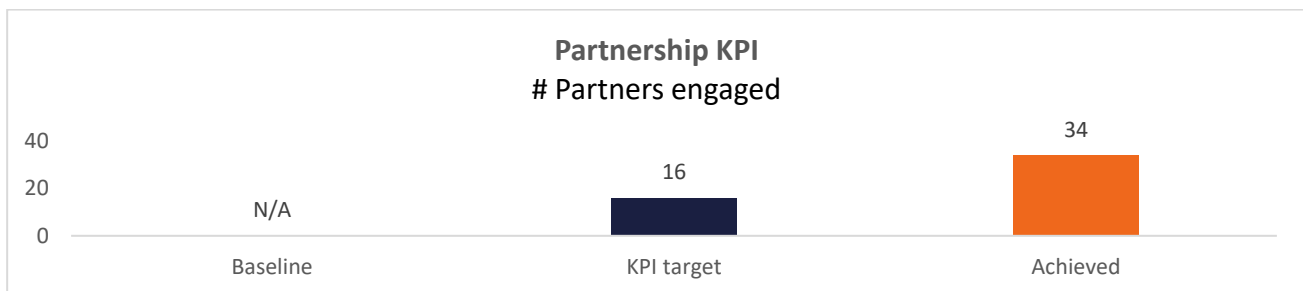 Partnership KPI
# Partners engaged
40
20
0
N/A
16
34
Baseline
KPI target
Achieved